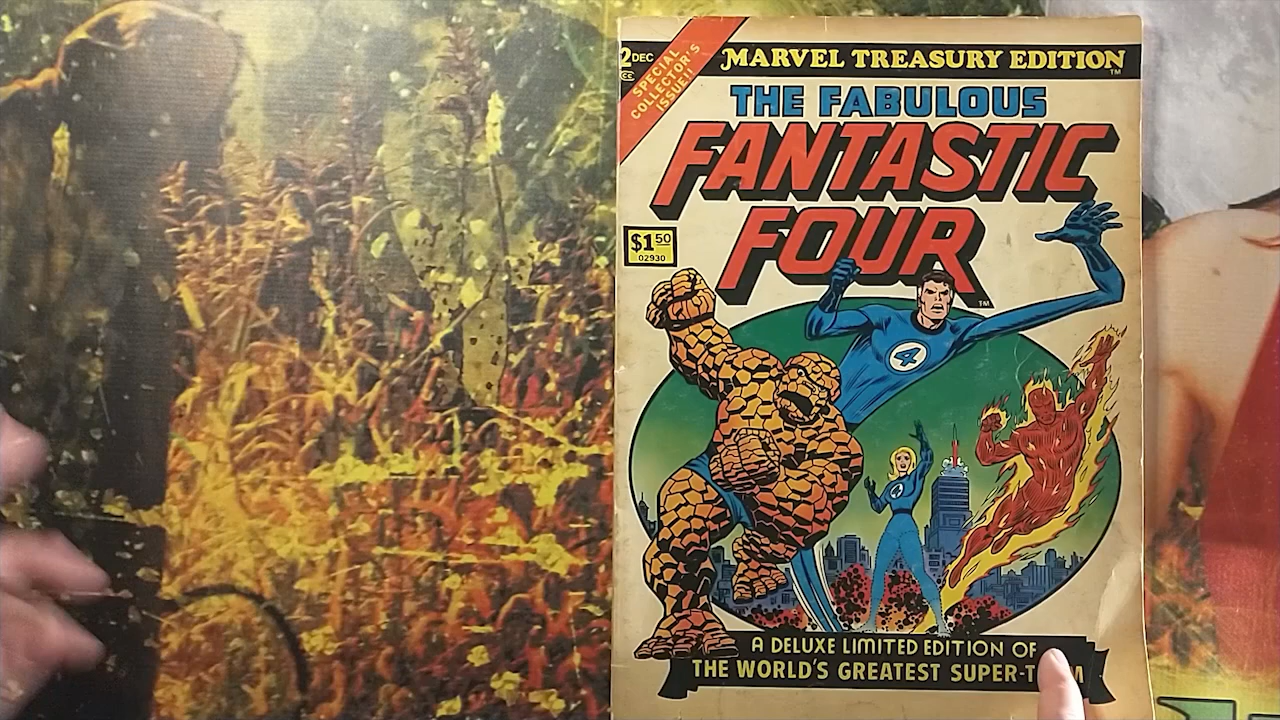 2 DEC
CC
SPECIAL
COLLECTOR'S
ISSUE!!
MARVEL TREASURY EDITION
TM
THE FABULOUS
FANTASTIC
FOUR
TM
$1 50
02930
4
4
A DELUXE LIMITED EDITION OF
THE WORLD'S GREATEST